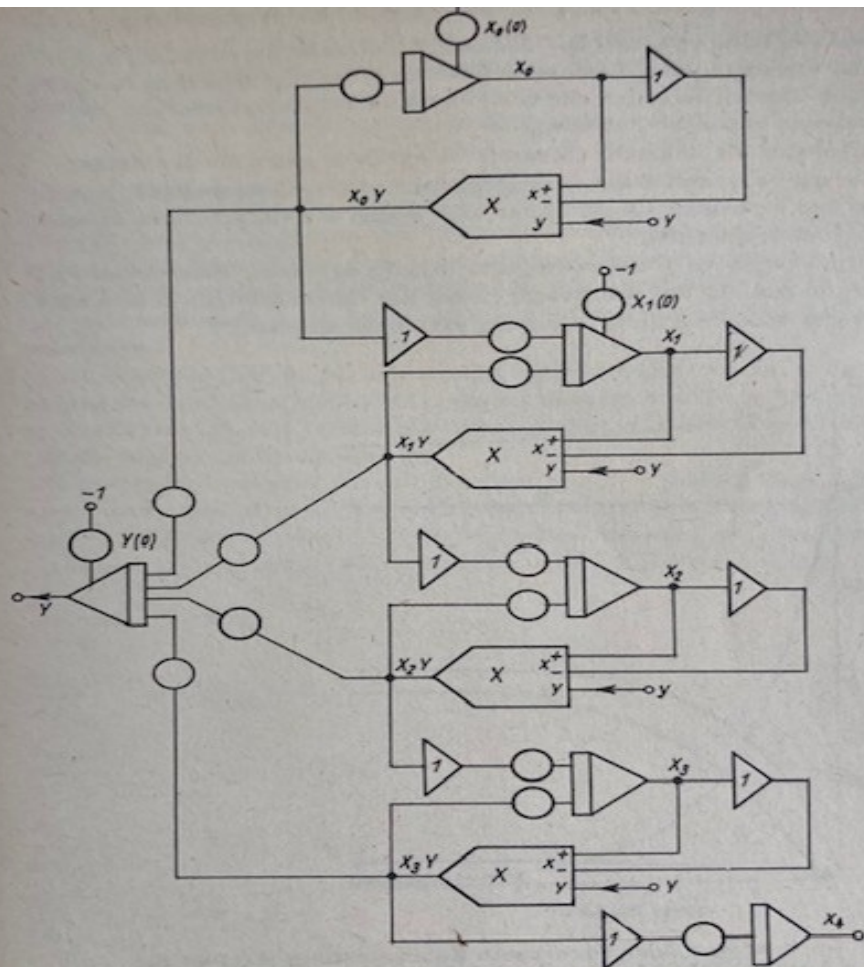 X₀(0)
X₀ 1
X₀Y X x+
-
y Y
-1
X₁(0)
1 X₁ 1
X₁Y X x+
-
Y Y
-1
Y(0)
Y
1 X₂ 1
X₂Y X x+
-
Y Y
1 X₃ 1
X₃Y X x+
-
Y Y
1 X₄